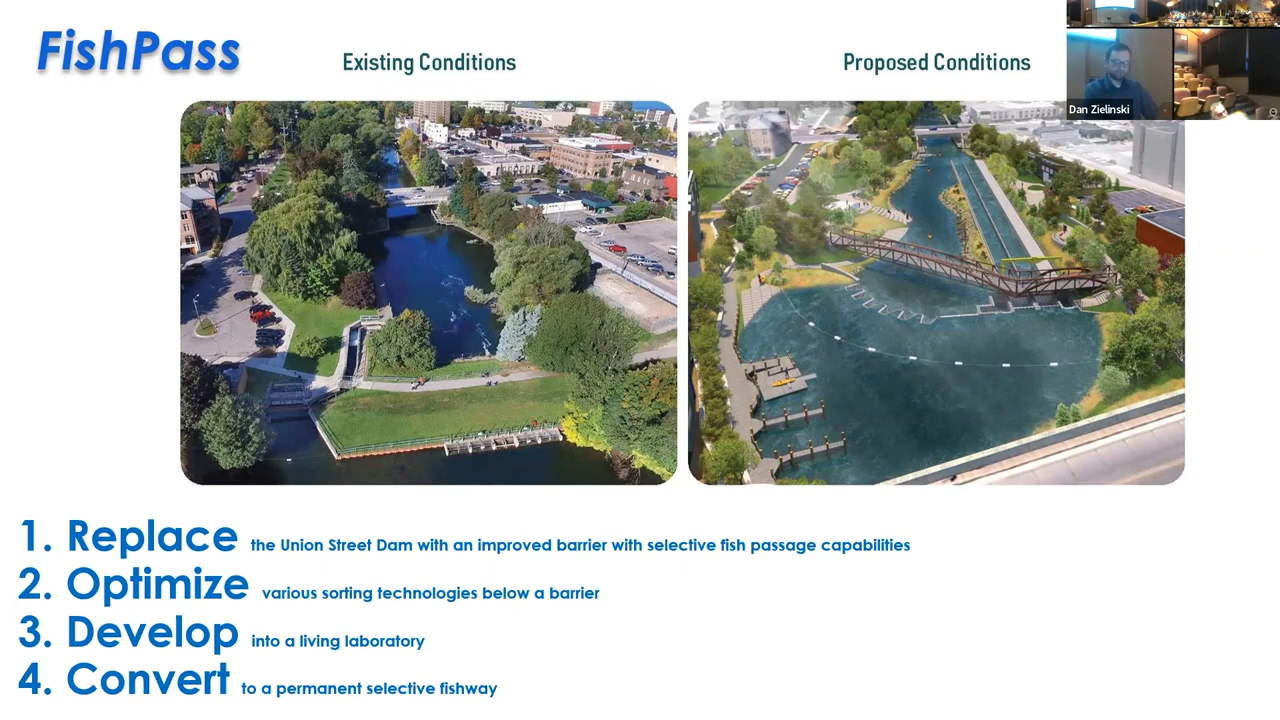 FishPass
Existing Conditions
Proposed Conditions
Dan Zielinski
1. Replace the Union Street Dam with an improved barrier with selective fish passage capabilities
2. Optimize various sorting technologies below a barrier
3. Develop into a living laboratory
4. Convert to a permanent selective fishway